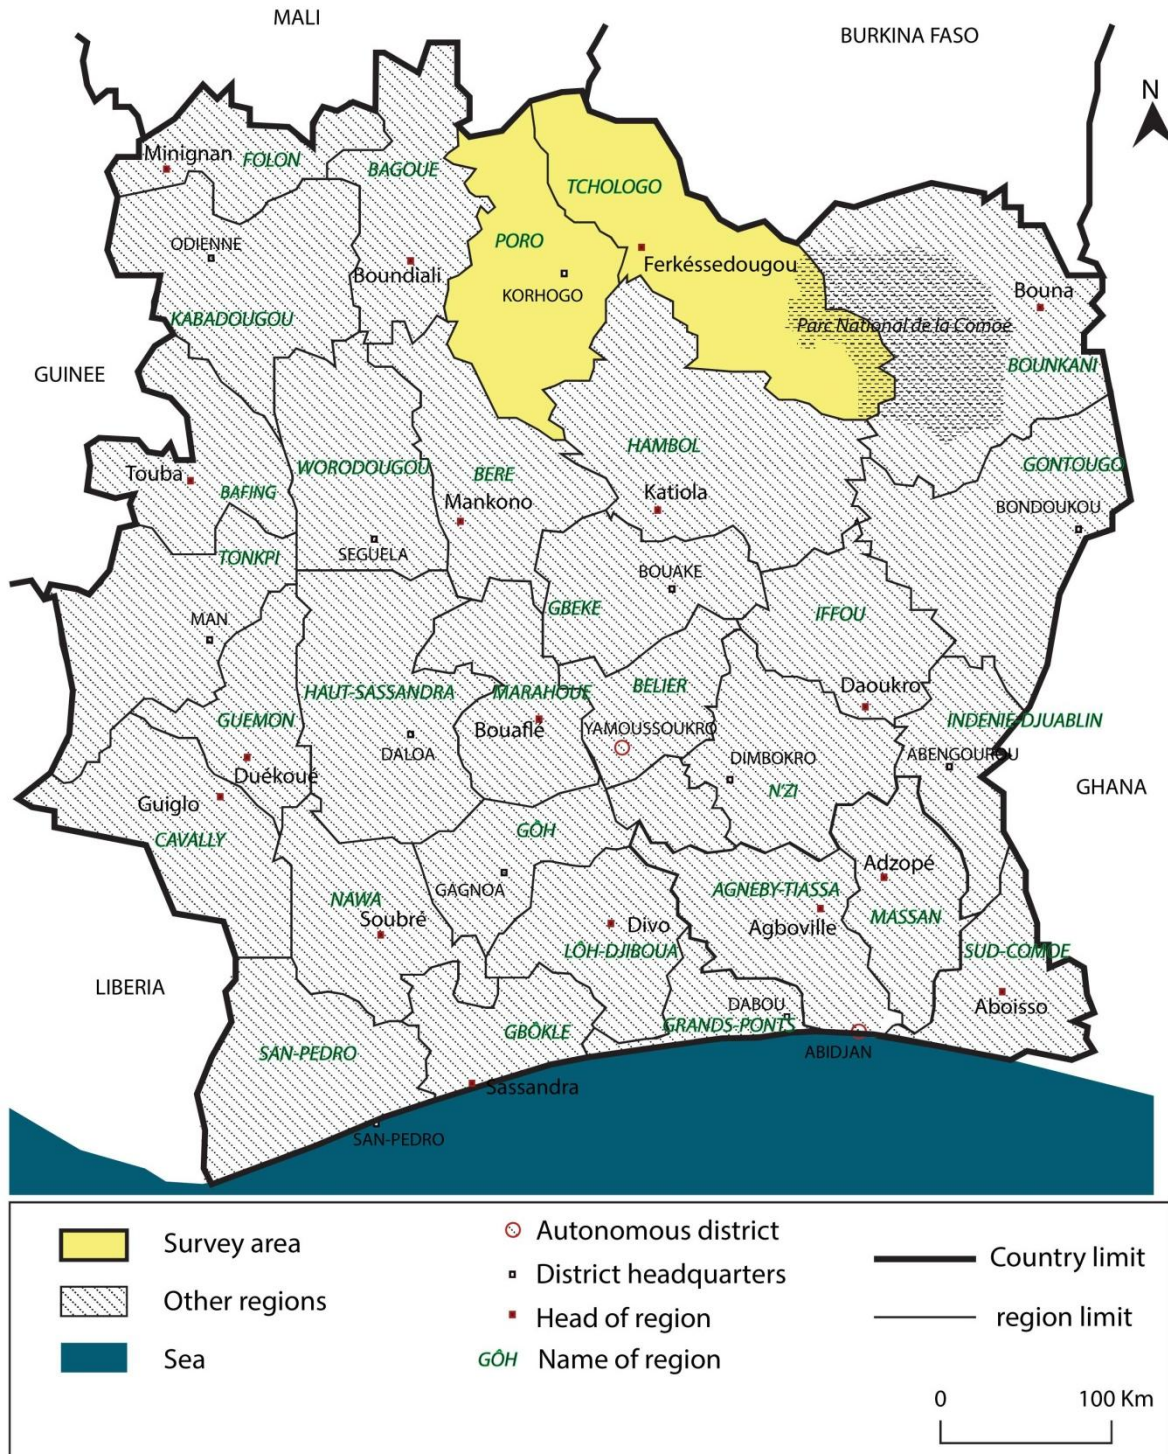 MALI
BURKINA FASO
N
Minignan
FOLON
BAGOUE
TCHOLOGO
ODIENNE
PORO
Boundiali
Ferkéssedougou
KORHOGO
Bouna
KABADOUGOU
Parc National de la Comoé
GUINEE
BOUNKANI
HAMBOL
WORODOUGOU
BERE
GONTOUGO
Touba
BAFING
Mankono
Katiola
BONDOUKOU
TONKPI
SEGUELA
BOUAKE
GBEKE
IFFOU
MAN
HAUT-SASSANDRA
MARAHOUE
BELIER
Daoukro
GUEMON
INDENIE-DJUABLIN
Bouaflé
YAMOUSSOUKRO
DALOA
DIMBOKRO
ABENGOUROU
Duékoué
N'ZI
GHANA
Guiglo
CAVALLY
GÔH
Adzopé
GAGNOA
AGNEBY-TIASSA
NAWA
Soubré
MASSAN
Divo
Agboville
LÔH-DJIBOUA
SUD-COMOE
LIBERIA
DABOU
Aboisso
GRANDS-PONTS
GBÔKLE
SAN-PEDRO
ABIDJAN
Sassandra
SAN-PEDRO
Survey area
Other regions
Sea
Autonomous district
District headquarters
Head of region
GÔH Name of region
Country limit
region limit
0 100 Km